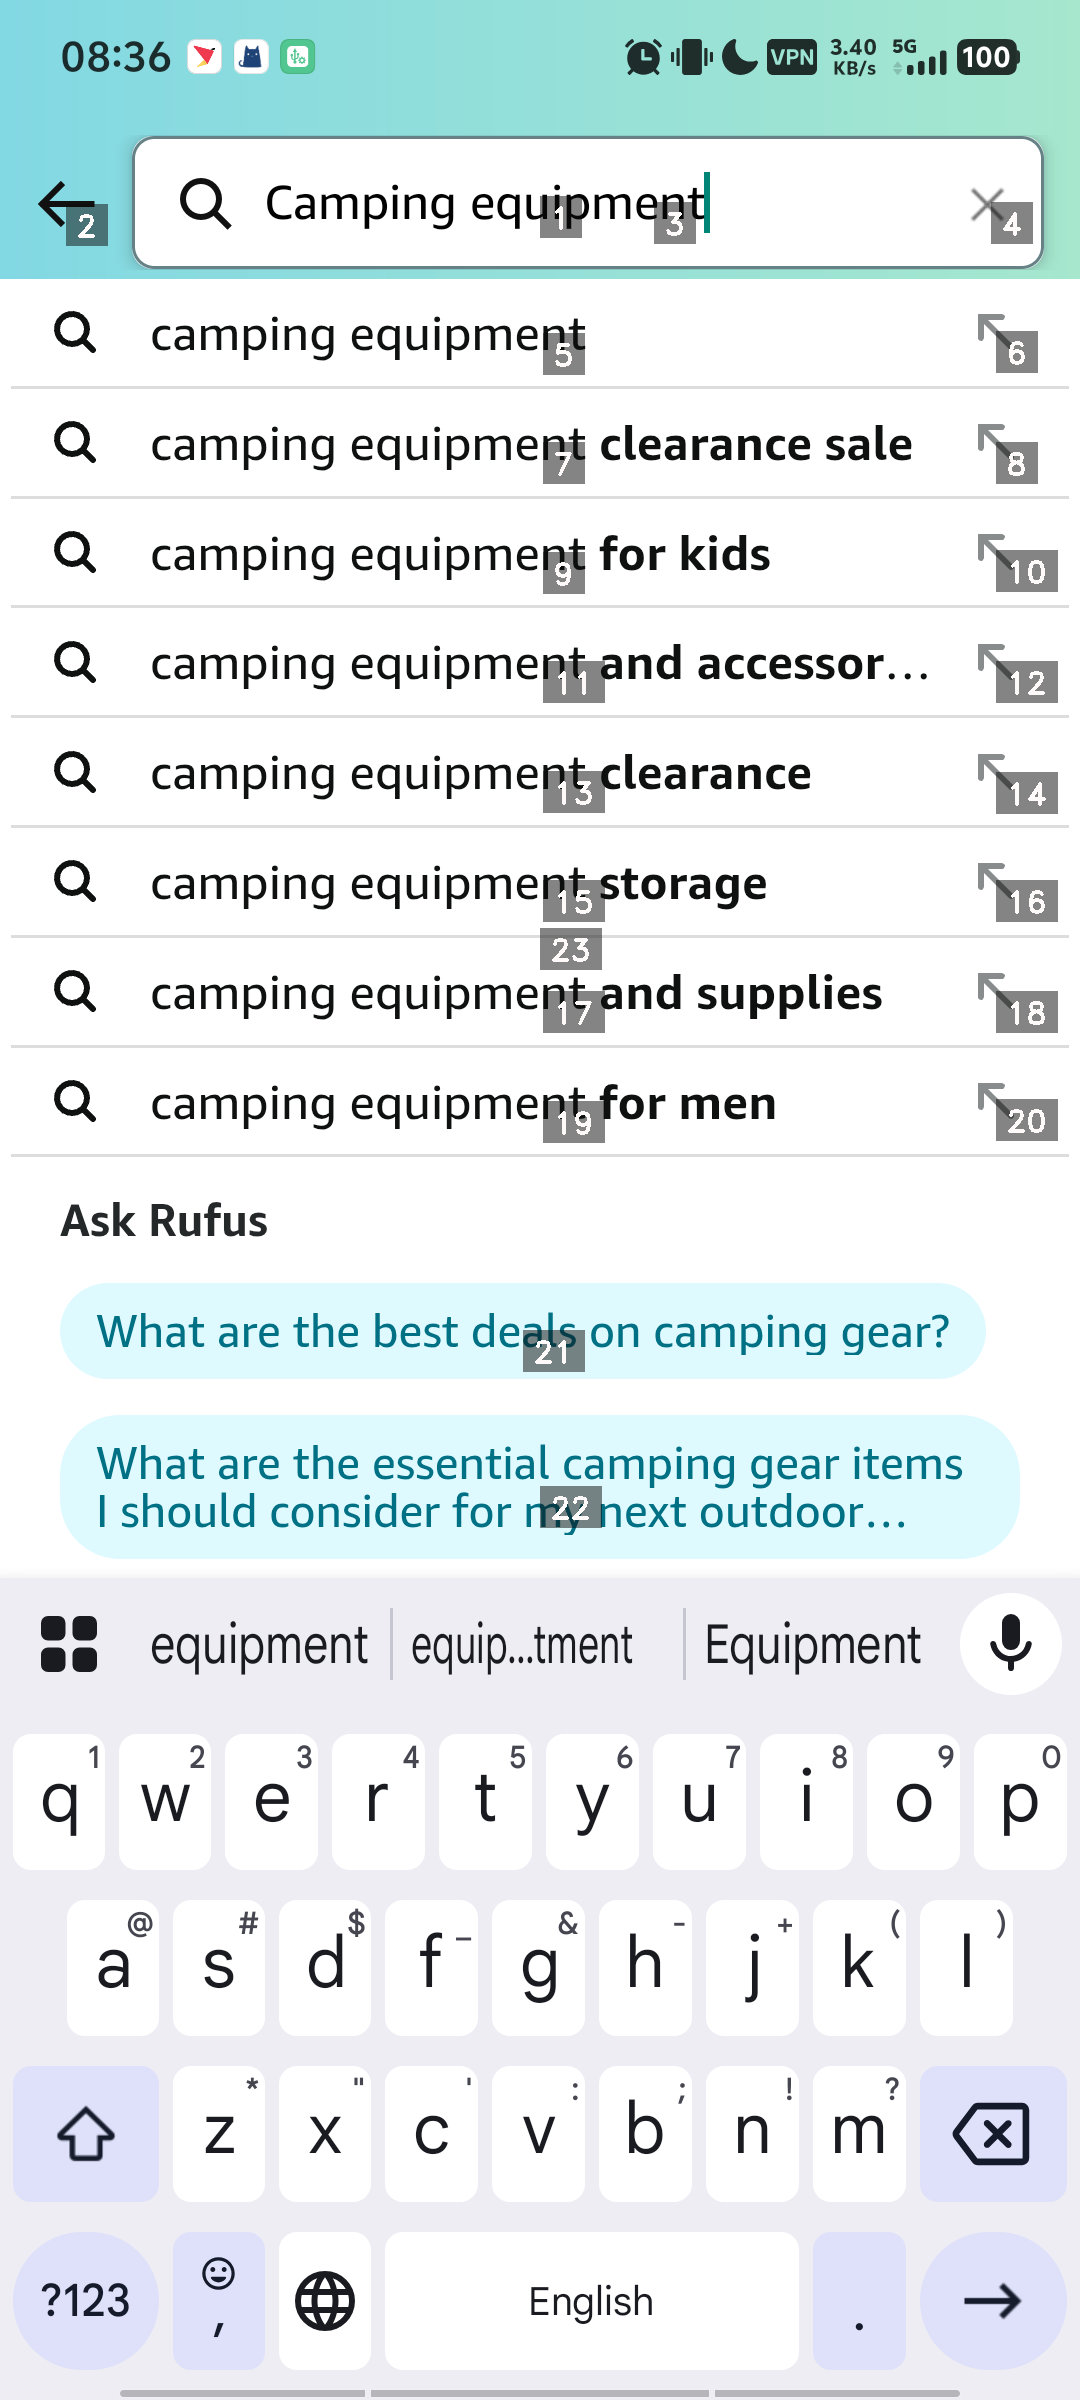 08:36
VPN
3.40 KB/s
5G
100
Camping equipment
2
1
3
4
camping equipment
5
6
camping equipment clearance sale
7
8
camping equipment for kids
9
10
camping equipment and accessor...
11
12
camping equipment clearance
13
14
camping equipment storage
15
16
23
camping equipment and supplies
17
18
camping equipment for men
19
20
Ask Rufus
What are the best deals on camping gear?
21
What are the essential camping gear items
I should consider for my next outdoor...
22
equipment
equip...tment
Equipment
1 2 3 4 5 6 7 8 9 0
q w e r t y u i o p
@ # $ _ & - + ( )
a s d f g h j k l
* " ' : ; ! ?
z x c v b n m
?123
,
English
.